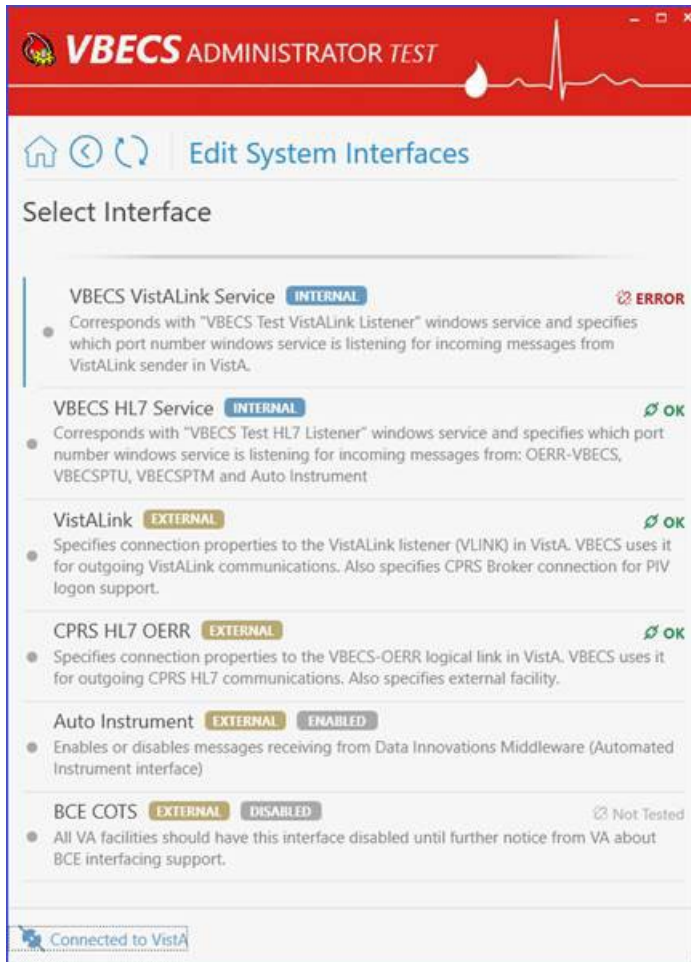 VBECS ADMINISTRATOR TEST
Edit System Interfaces
Select Interface
VBECS VistALink Service INTERNAL ERROR
Corresponds with "VBECS Test VistALink Listener" windows service and specifies
which port number windows service is listening for incoming messages from
VistALink sender in VistA.
VBECS HL7 Service INTERNAL OK
Corresponds with "VBECS Test HL7 Listener" windows service and specifies which port
number windows service is listening for incoming messages from: OERR-VBECS,
VBECSPTU, VBECSPTM and Auto Instrument
VistALink EXTERNAL OK
Specifies connection properties to the VistALink listener (VLINK) in VistA. VBECS uses it
for outgoing VistALink communications. Also specifies CPRS Broker connection for PIV
logon support.
CPRS HL7 OERR EXTERNAL OK
Specifies connection properties to the VBECS-OERR logical link in VistA. VBECS uses it
for outgoing CPRS HL7 communications. Also specifies external facility.
Auto Instrument EXTERNAL ENABLED
Enables or disables messages receiving from Data Innovations Middleware (Automated
Instrument interface)
BCE COTS EXTERNAL DISABLED Not Tested
All VA facilities should have this interface disabled until further notice from VA about
BCE interfacing support.
Connected to VistA